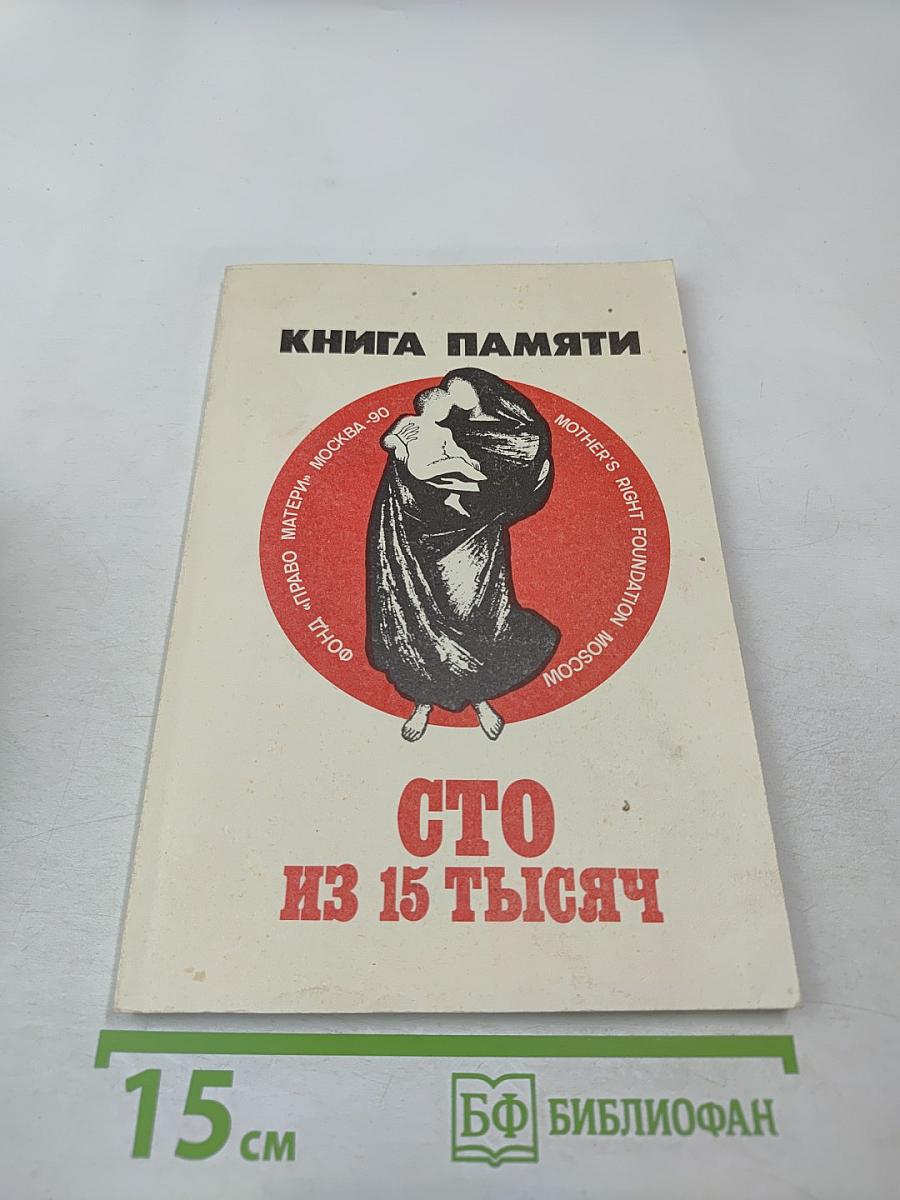 КНИГА ПАМЯТИ
ФОНД «ПРАВО МАТЕРИ» МОСКВА -90
MOTHER'S RIGHT FOUNDATION MOSCOW
СТО
ИЗ 15 ТЫСЯЧ
15 см
БФ БИБЛИОФАН